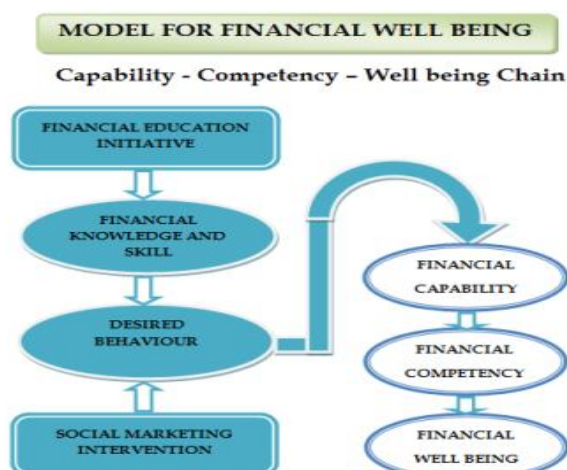 MODEL FOR FINANCIAL WELL BEING
Capability - Competency – Well being Chain
FINANCIAL EDUCATION
INITIATIVE
FINANCIAL
KNOWLEDGE AND
SKILL
DESIRED
BEHAVIOUR
SOCIAL MARKETING
INTERVENTION
FINANCIAL
CAPABILITY
FINANCIAL
COMPETENCY
FINANCIAL
WELL BEING